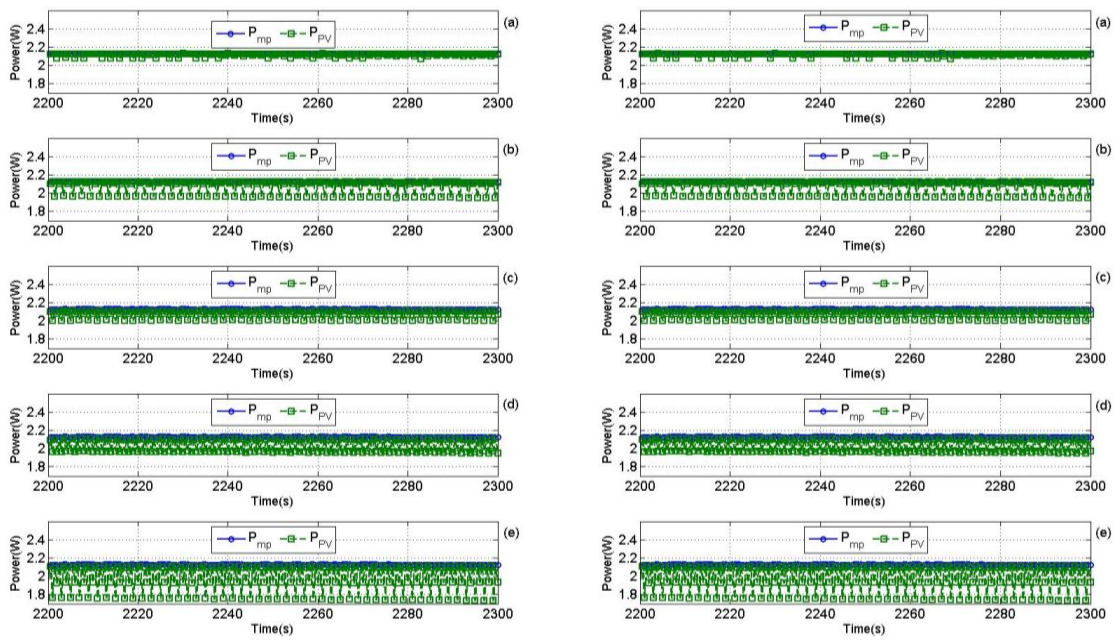 (a) (a)
P_mp P_PV P_mp P_PV
Power(W) Power(W)
2.4 2.4
2.2 2.2
2 2
1.8 1.8
2200 2220 2240 2260 2280 2300 2200 2220 2240 2260 2280 2300
Time(s) Time(s)
(b) (b)
P_mp P_PV P_mp P_PV
Power(W) Power(W)
2.4 2.4
2.2 2.2
2 2
1.8 1.8
2200 2220 2240 2260 2280 2300 2200 2220 2240 2260 2280 2300
Time(s) Time(s)
(c) (c)
P_mp P_PV P_mp P_PV
Power(W) Power(W)
2.4 2.4
2.2 2.2
2 2
1.8 1.8
2200 2220 2240 2260 2280 2300 2200 2220 2240 2260 2280 2300
Time(s) Time(s)
(d) (d)
P_mp P_PV P_mp P_PV
Power(W) Power(W)
2.4 2.4
2.2 2.2
2 2
1.8 1.8
2200 2220 2240 2260 2280 2300 2200 2220 2240 2260 2280 2300
Time(s) Time(s)
(e) (e)
P_mp P_PV P_mp P_PV
Power(W) Power(W)
2.4 2.4
2.2 2.2
2 2
1.8 1.8
2200 2220 2240 2260 2280 2300 2200 2220 2240 2260 2280 2300
Time(s) Time(s)